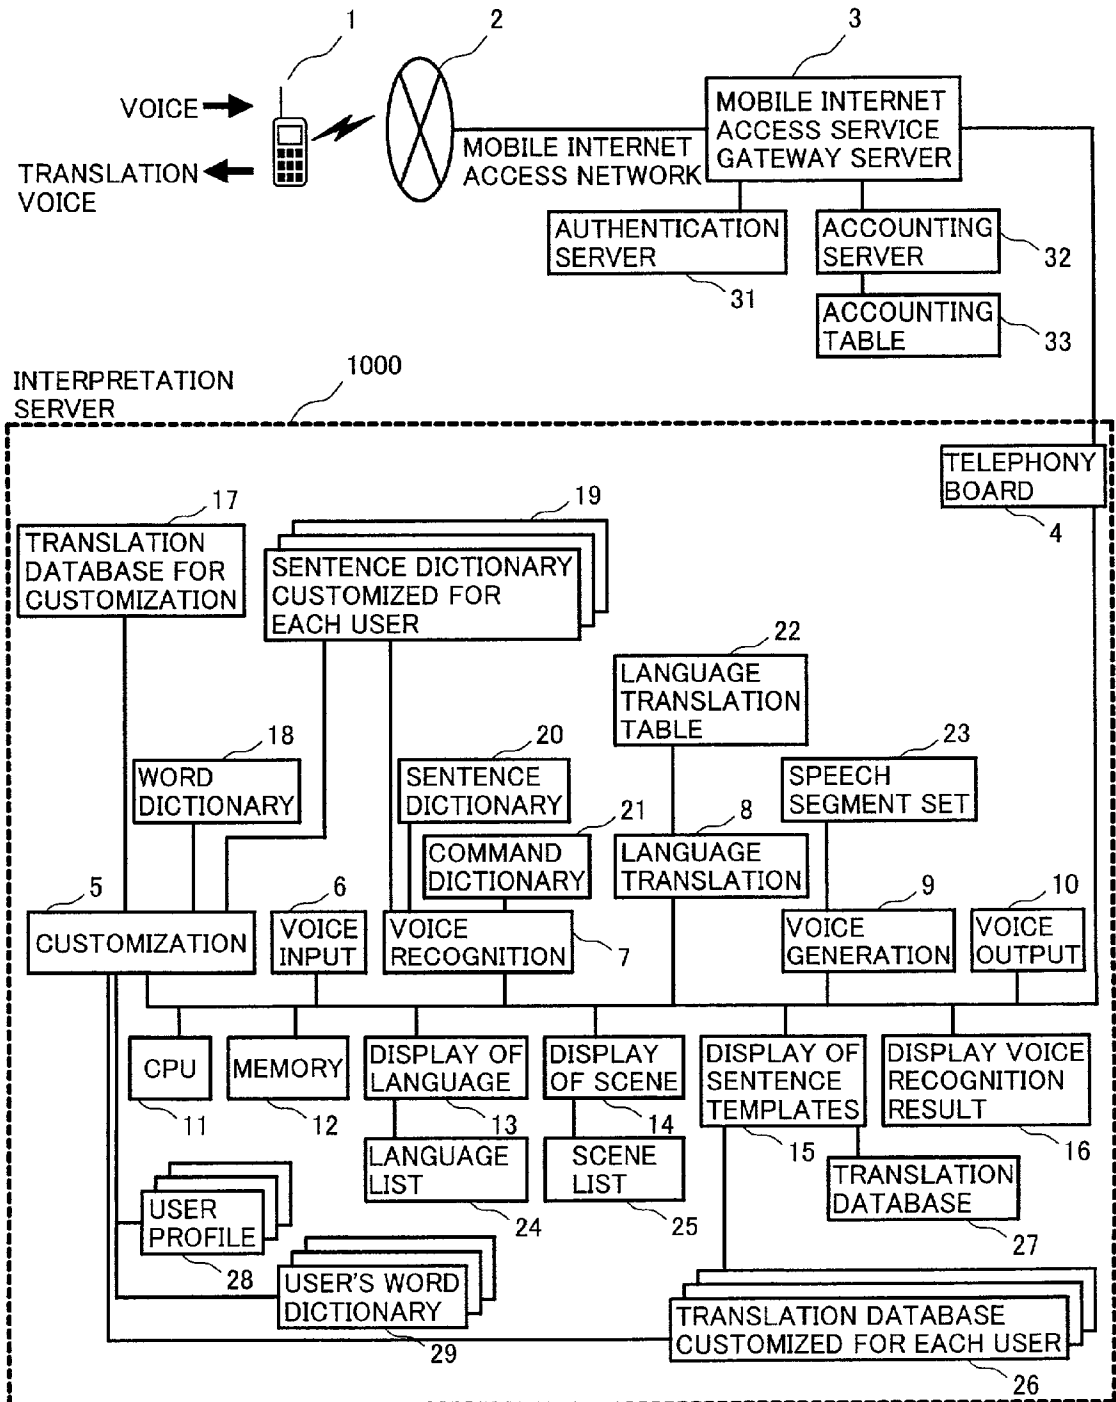 1
2
3
VOICE
TRANSLATION
VOICE
MOBILE INTERNET
ACCESS NETWORK
MOBILE INTERNET
ACCESS SERVICE
GATEWAY SERVER
AUTHENTICATION
SERVER
31
ACCOUNTING
SERVER
32
ACCOUNTING
TABLE
33
INTERPRETATION
SERVER
1000
TELEPHONY
BOARD
4
17
TRANSLATION
DATABASE FOR
CUSTOMIZATION
19
SENTENCE DICTIONARY
CUSTOMIZED FOR
EACH USER
22
LANGUAGE
TRANSLATION
TABLE
18
WORD
DICTIONARY
20
SENTENCE
DICTIONARY
23
SPEECH
SEGMENT SET
21
COMMAND
DICTIONARY
8
LANGUAGE
TRANSLATION
5
CUSTOMIZATION
6
VOICE
INPUT
VOICE
RECOGNITION
7
9
VOICE
GENERATION
10
VOICE
OUTPUT
CPU
11
MEMORY
12
DISPLAY OF
LANGUAGE
13
DISPLAY
OF SCENE
14
DISPLAY OF
SENTENCE
TEMPLATES
15
DISPLAY VOICE
RECOGNITION
RESULT
16
LANGUAGE
LIST
24
SCENE
LIST
25
TRANSLATION
DATABASE
27
USER
PROFILE
28
USER'S WORD
DICTIONARY
29
TRANSLATION DATABASE
CUSTOMIZED FOR EACH USER
26